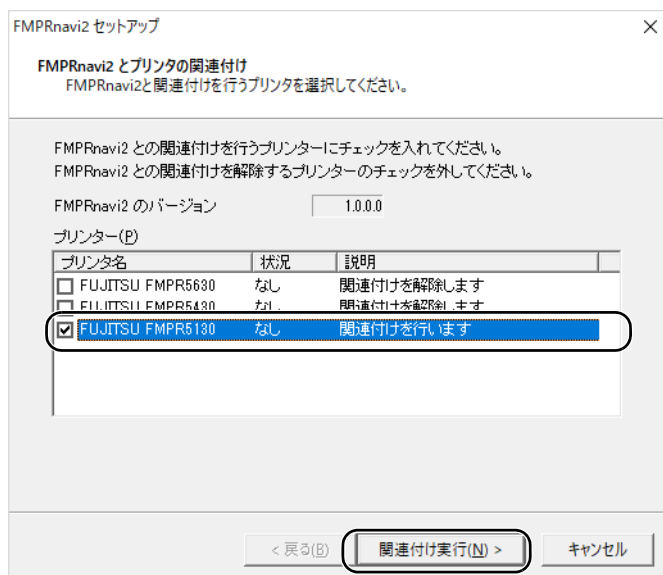 FMPRnavi2 セットアップ
FMPRnavi2 とプリンタの関連付け
FMPRnavi2と関連付けを行うプリンタを選択してください。
FMPRnavi2 との関連付けを行うプリンターにチェックを入れてください。
FMPRnavi2 との関連付けを解除するプリンターのチェックを外してください。
FMPRnavi2 のバージョン 1.0.0.0
プリンター(P)
プリンタ名 状況 説明
FUJITSU FMPR5630 なし 関連付けを解除します
FUJITSU FMPR5430 なし 関連付けを解除します
FUJITSU FMPR5130 なし 関連付けを行います
< 戻る(B) 関連付け実行(N) > キャンセル